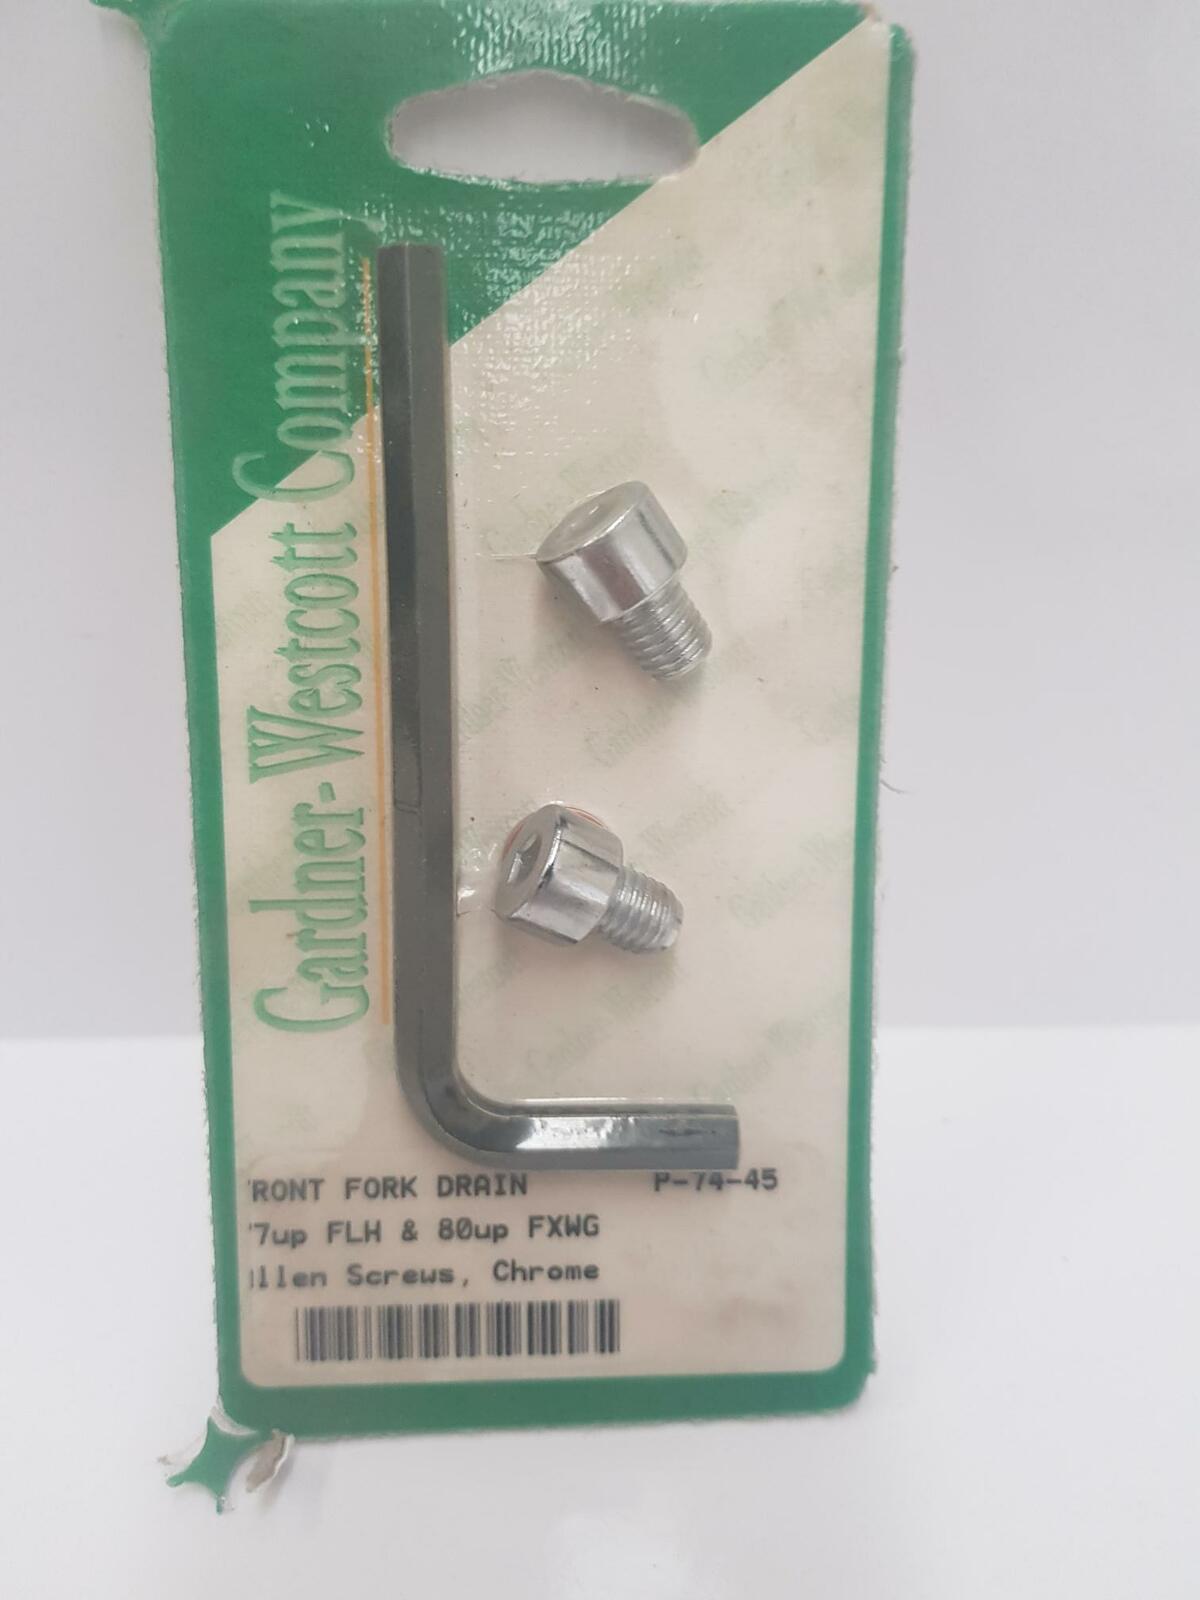 Gardner-Westcott Company
RONT FORK DRAIN P-74-45
'7up FLH & 80up FXWG
llen Screws, Chrome